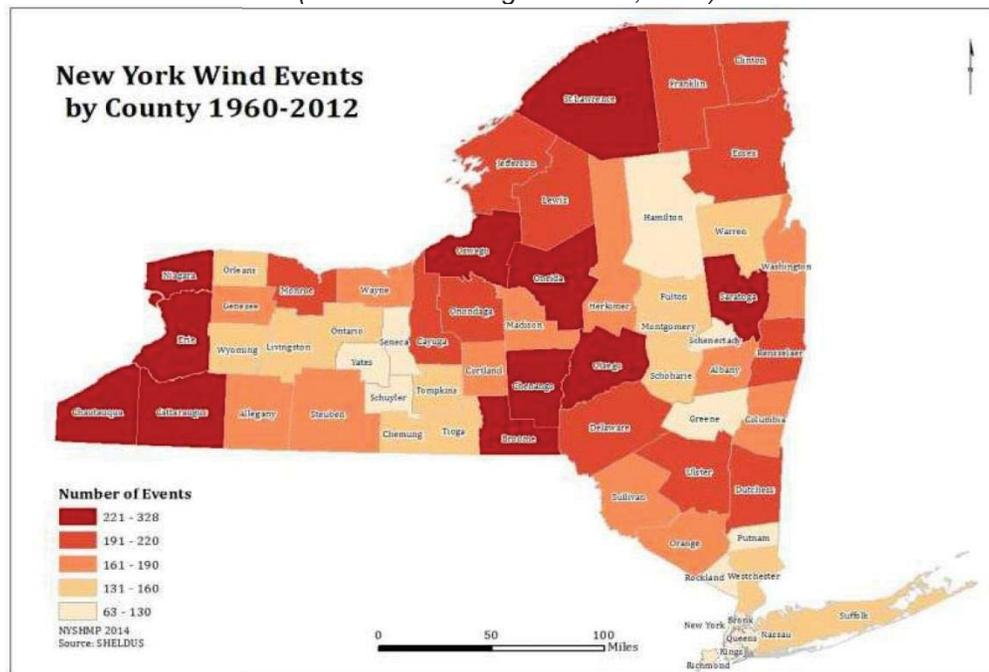 New York Wind Events
by County 1960-2012
Clinton
Franklin
St Lawrence
Essex
Jefferson
Lewis
Hamilton
Warren
Oswego
Oneida
Washington
Niagara
Orleans
Saratoga
Monroe
Wayne
Fulton
Genesee
Herkimer
Onondaga
Madison
Montgomery
Ontario
Seneca
Schenectady
Erie
Cayuga
Livingston
Wyoming
Rensselaer
Yates
Otsego
Albany
Cortland
Schoharie
Chenango
Tompkins
Schuyler
Chautauqua
Cattaraugus
Allegany
Steuben
Greene
Columbia
Delaware
Tioga
Chemung
Broome
Ulster
Dutchess
Sullivan
Number of Events
221 - 328
191 - 220
161 - 190
131 - 160
63 - 130
Putnam
Orange
Rockland
Westchester
Suffolk
New York
Bronx
Nassau
Queens
Kings
Richmond
NYSHMP 2014
Source: SHELDUS
0
50
100
Miles